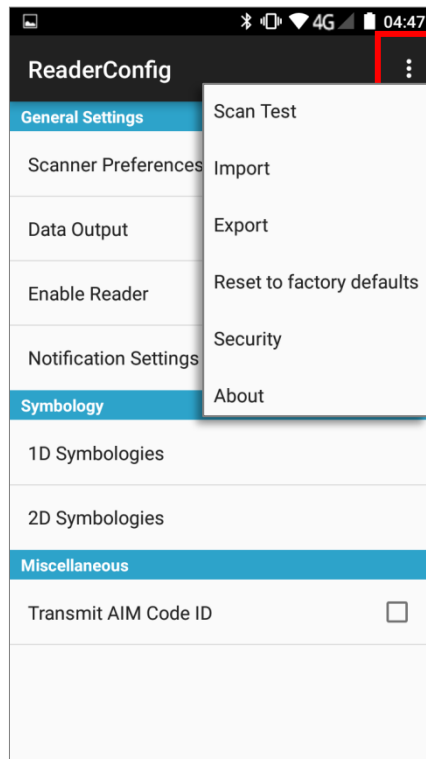 4G 04:47
ReaderConfig
General Settings
Scanner Preferences
Data Output
Enable Reader
Notification Settings
Scan Test
Import
Export
Reset to factory defaults
Security
About
Symbology
1D Symbologies
2D Symbologies
Miscellaneous
Transmit AIM Code ID